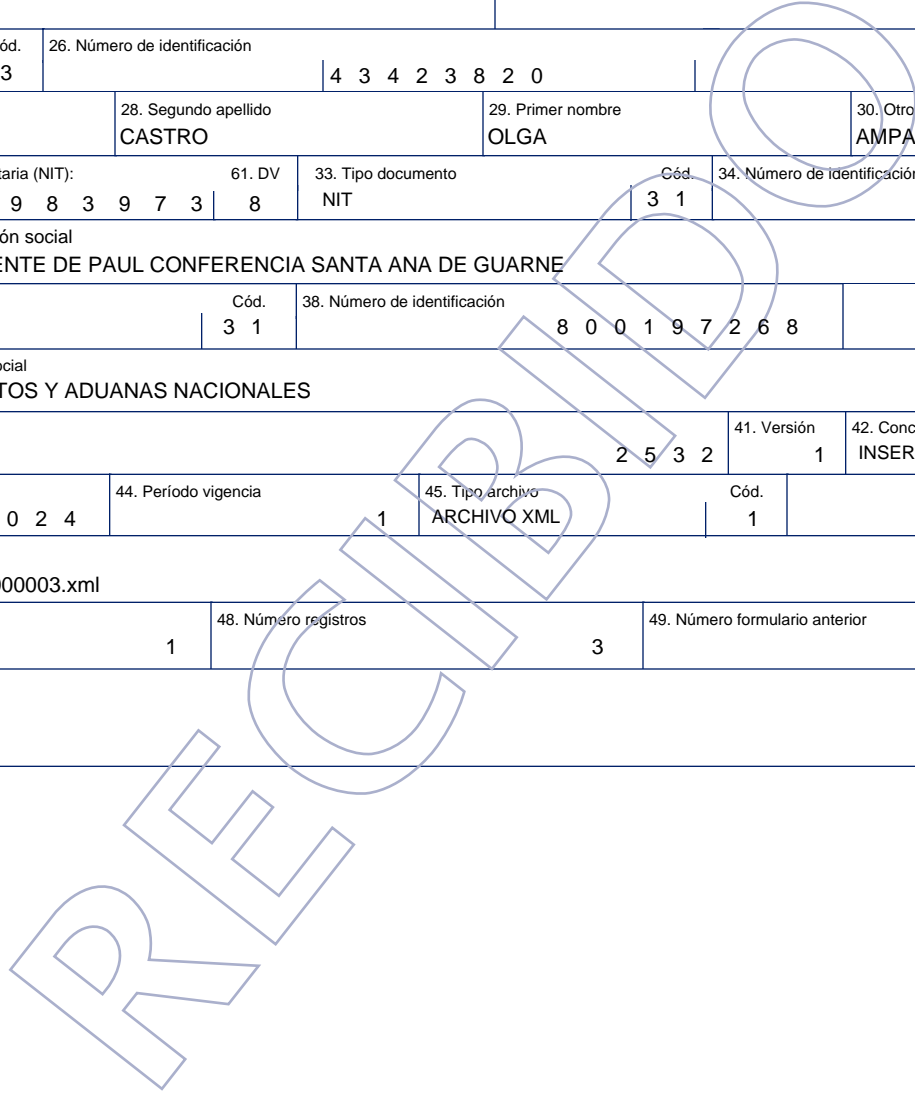 ód. 26. Número de identificación
3 4 3 4 2 3 8 2 0
28. Segundo apellido 29. Primer nombre 30. Otro
CASTRO OLGA AMPA
taria (NIT): 61. DV 33. Tipo documento Cód. 34. Número de identificación
9 8 3 9 7 3 8 NIT 3 1
ón social
ENTE DE PAUL CONFERENCIA SANTA ANA DE GUARNE
Cód. 38. Número de identificación
3 1 8 0 0 1 9 7 2 6 8
ocial
TOS Y ADUANAS NACIONALES
41. Versión 42. Conc
2 5 3 2 1 INSER
44. Período vigencia 45. Tipo archivo Cód.
0 2 4 1 ARCHIVO XML 1
000003.xml
48. Número registros 49. Número formulario anterior
1 3
RECIBIDO